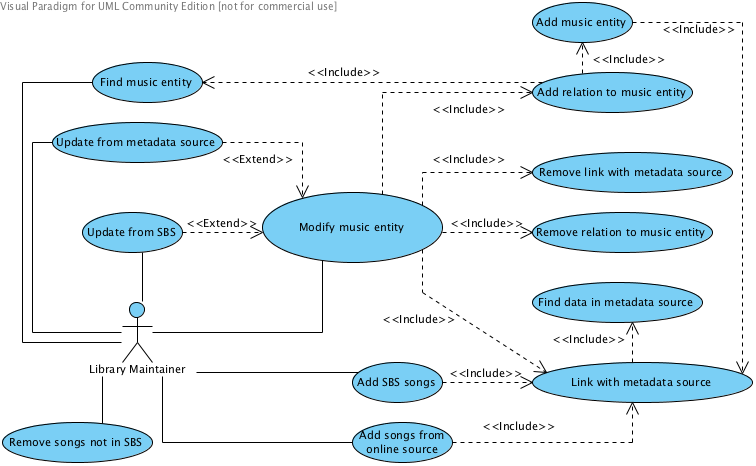 Visual Paradigm for UML Community Edition [not for commercial use]
Add music entity
<<Include>>
<<Include>>
<<Include>>
Find music entity
Add relation to music entity
<<Include>>
Update from metadata source
<<Extend>>
<<Include>>
Remove link with metadata source
<<Extend>>
Update from SBS
Modify music entity
<<Include>>
Remove relation to music entity
Find data in metadata source
<<Include>>
<<Include>>
Library Maintainer
<<Include>>
Add SBS songs
Link with metadata source
<<Include>>
Remove songs not in SBS
Add songs from
online source